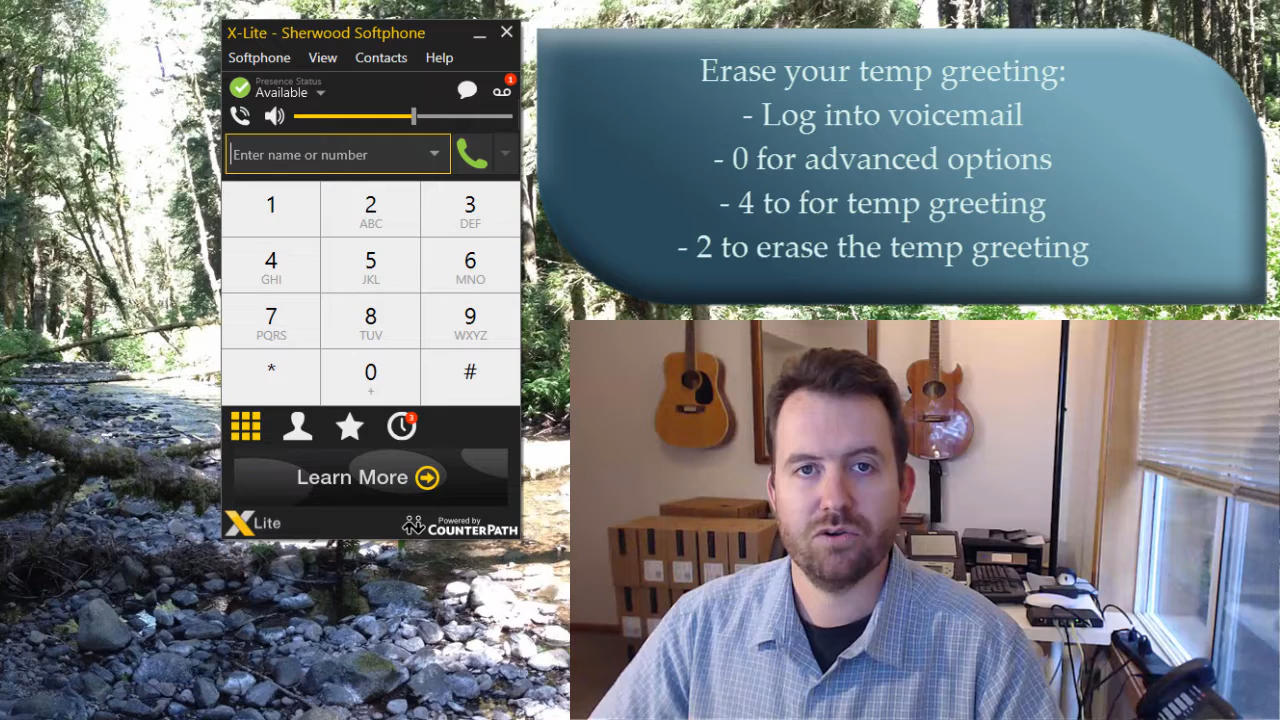 X-Lite - Sherwood Softphone
Softphone View Contacts Help
Presence Status
Available
1
Enter name or number
1 2 3
ABC DEF
4 5 6
GHI JKL MNO
7 8 9
PQRS TUV WXYZ
* 0 #
+
3
Learn More
X Lite
Powered by
COUNTERPATH
Erase your temp greeting:
- Log into voicemail
- 0 for advanced options
- 4 to for temp greeting
- 2 to erase the temp greeting